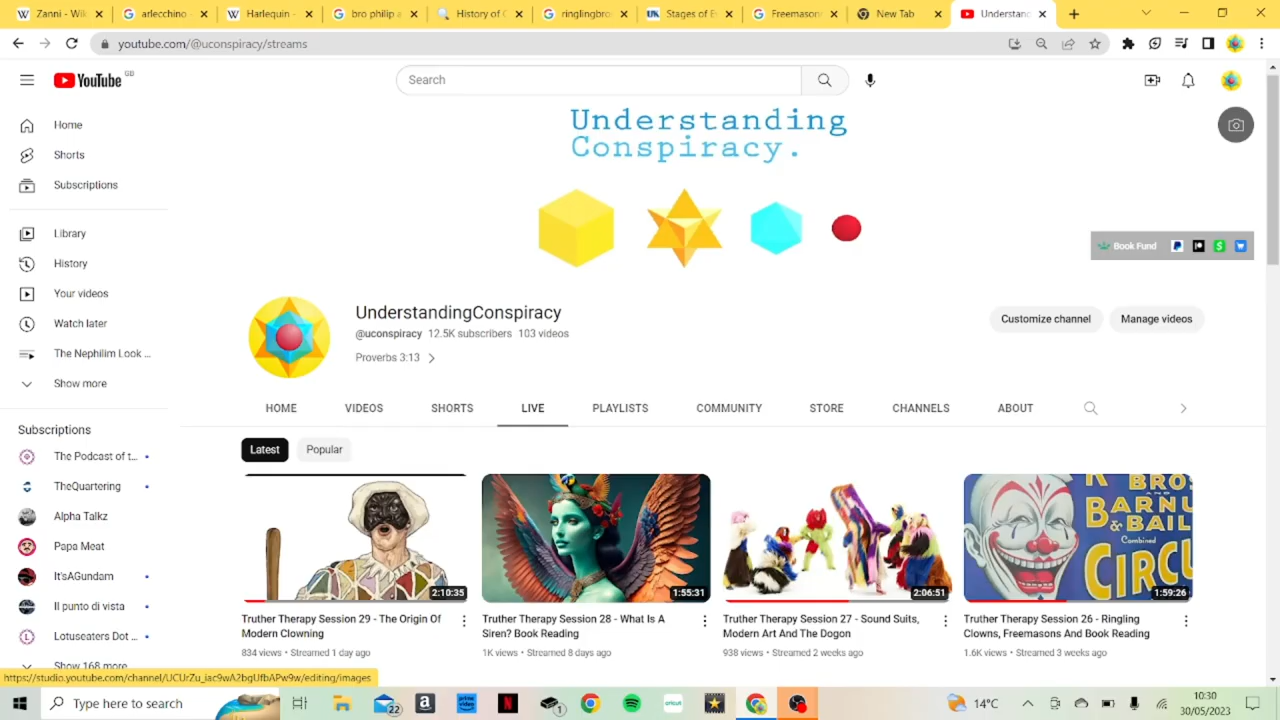 Zanni - W
arlecchino -
Harlequin -
bro philip a
History of C
ringlingbro
Stages of E
Freemason
New Tab
Understand
youtube.com/@uconspiracy/streams
YouTube GB
Search
Understanding
Conspiracy.
Home
Shorts
Subscriptions
Library
History
Your videos
Watch later
The Nephilim Look ...
Show more
Book Fund
UnderstandingConspiracy
@uconspiracy 12.5K subscribers 103 videos
Proverbs 3:13
Customize channel
Manage videos
HOME VIDEOS SHORTS LIVE PLAYLISTS COMMUNITY STORE CHANNELS ABOUT
Subscriptions
The Podcast of t...
TheQuartering
Alpha Talkz
Papa Meat
It'sAGundam
Il punto di vista
Lotuseaters Dot ...
Show 168 more
Latest Popular
2:10:35
Truther Therapy Session 29 - The Origin Of
Modern Clowning
834 views • Streamed 1 day ago
1:55:31
Truther Therapy Session 28 - What Is A
Siren? Book Reading
1K views • Streamed 8 days ago
2:06:51
Truther Therapy Session 27 - Sound Suits,
Modern Art And The Dogon
938 views • Streamed 2 weeks ago
BRO
AND
BARNU
& BAIL
Combined
CIRC
1:59:26
Truther Therapy Session 26 - Ringling
Clowns, Freemasons And Book Reading
1.6K views • Streamed 3 weeks ago
https://studio.youtube.com/channel/UCUrZu_iac9wA2bgUfbAPw9w/editing/images
Type here to search
22
prime video
1
cricut
14°C
10:30
30/05/2023